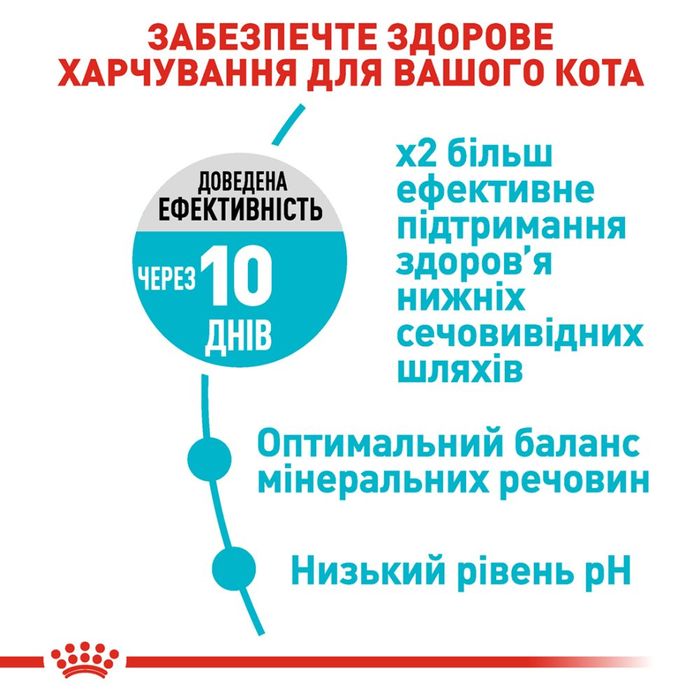 ЗАБЕЗПЕЧТЕ ЗДОРОВЕ
ХАРЧУВАННЯ ДЛЯ ВАШОГО КОТА
ДОВЕДЕНА
ЕФЕКТИВНІСТЬ
ЧЕРЕЗ 10
ДНІВ
х2 більш
ефективне
підтримання
здоров’я
нижніх
сечовивідних
шляхів
Оптимальний баланс
мінеральних речовин
Низький рівень pH